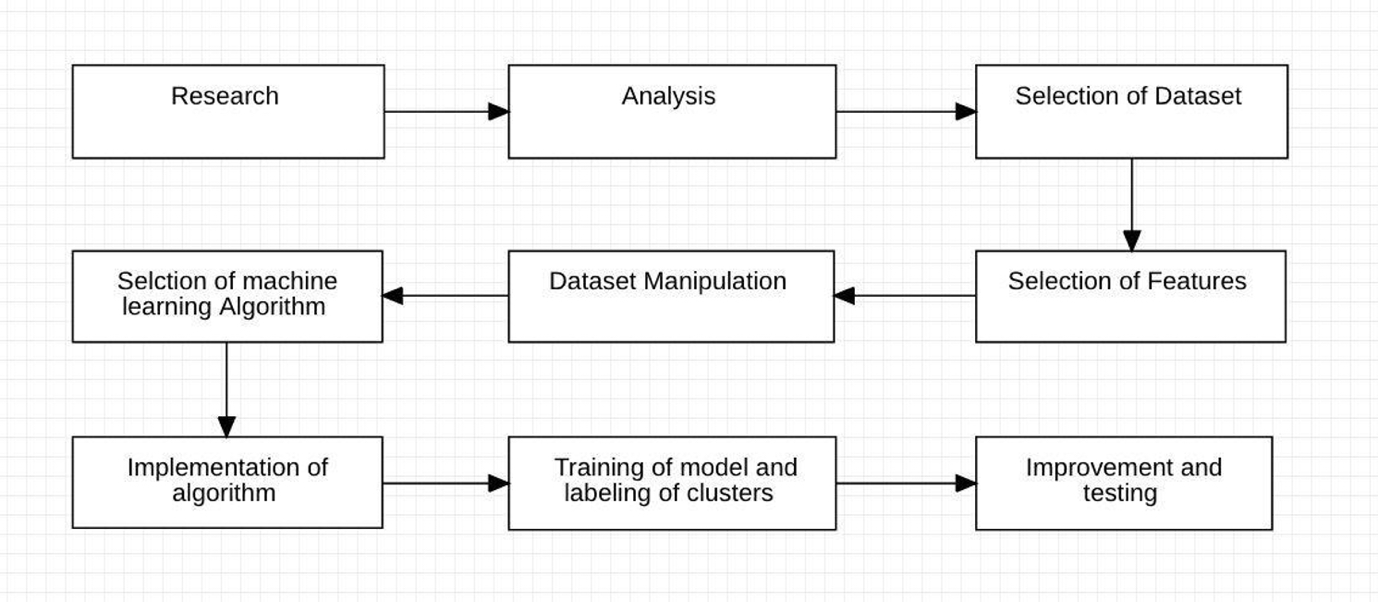 Research
Analysis
Selection of Dataset
Selction of machine
learning Algorithm
Dataset Manipulation
Selection of Features
Implementation of
algorithm
Training of model and
labeling of clusters
Improvement and
testing